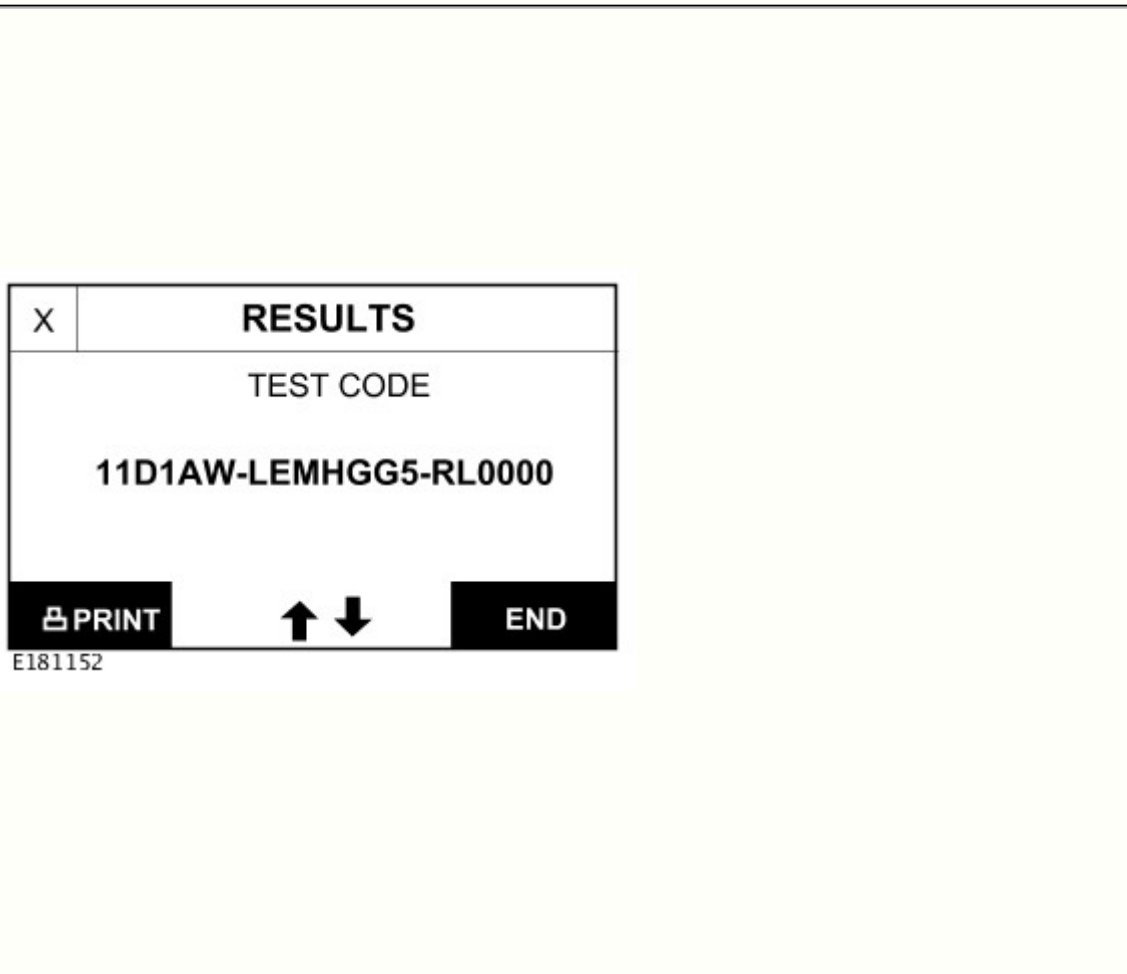 X
RESULTS
TEST CODE
11D1AW-LEMHGG5-RL0000
PRINT
END
E181152